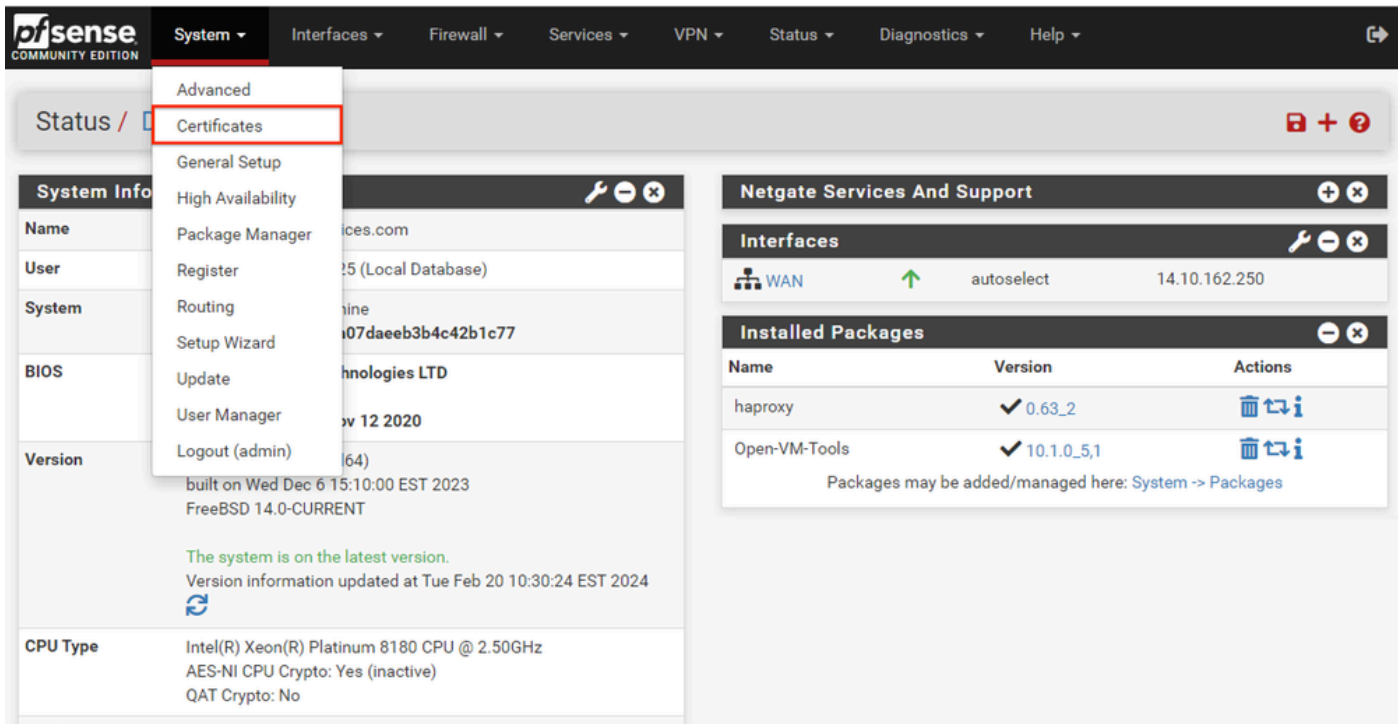 pfsense
COMMUNITY EDITION
System Interfaces Firewall Services VPN Status Diagnostics Help
Advanced
Certificates
General Setup
High Availability
Package Manager
Register
Routing
Setup Wizard
Update
User Manager
Logout (admin)
Status /
System Info
Name ices.com
User 25 (Local Database)
System hine
a07daeeb3b4c42b1c77
BIOS hnologies LTD
ov 12 2020
Version 64)
built on Wed Dec 6 15:10:00 EST 2023
FreeBSD 14.0-CURRENT
The system is on the latest version.
Version information updated at Tue Feb 20 10:30:24 EST 2024
CPU Type Intel(R) Xeon(R) Platinum 8180 CPU @ 2.50GHz
AES-NI CPU Crypto: Yes (inactive)
QAT Crypto: No
Netgate Services And Support
Interfaces
WAN autoselect 14.10.162.250
Installed Packages
Name Version Actions
haproxy 0.63_2
Open-VM-Tools 10.1.0_5,1
Packages may be added/managed here: System -> Packages